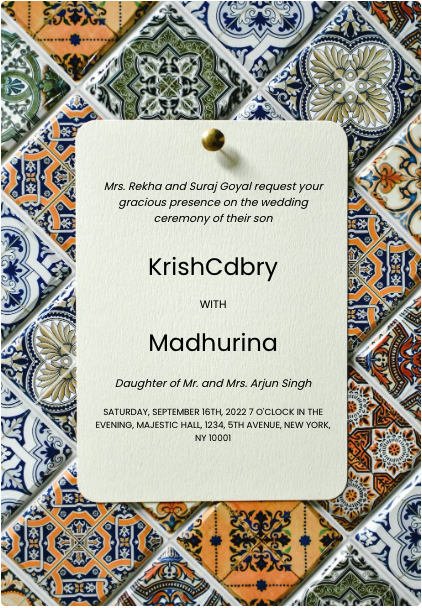 Mrs. Rekha and Suraj Goyal request your
gracious presence on the wedding
ceremony of their son
KrishCdbry
WITH
Madhurina
Daughter of Mr. and Mrs. Arjun Singh
SATURDAY, SEPTEMBER 16TH, 2022 7 O'CLOCK IN THE
EVENING, MAJESTIC HALL, 1234, 5TH AVENUE, NEW YORK,
NY 10001